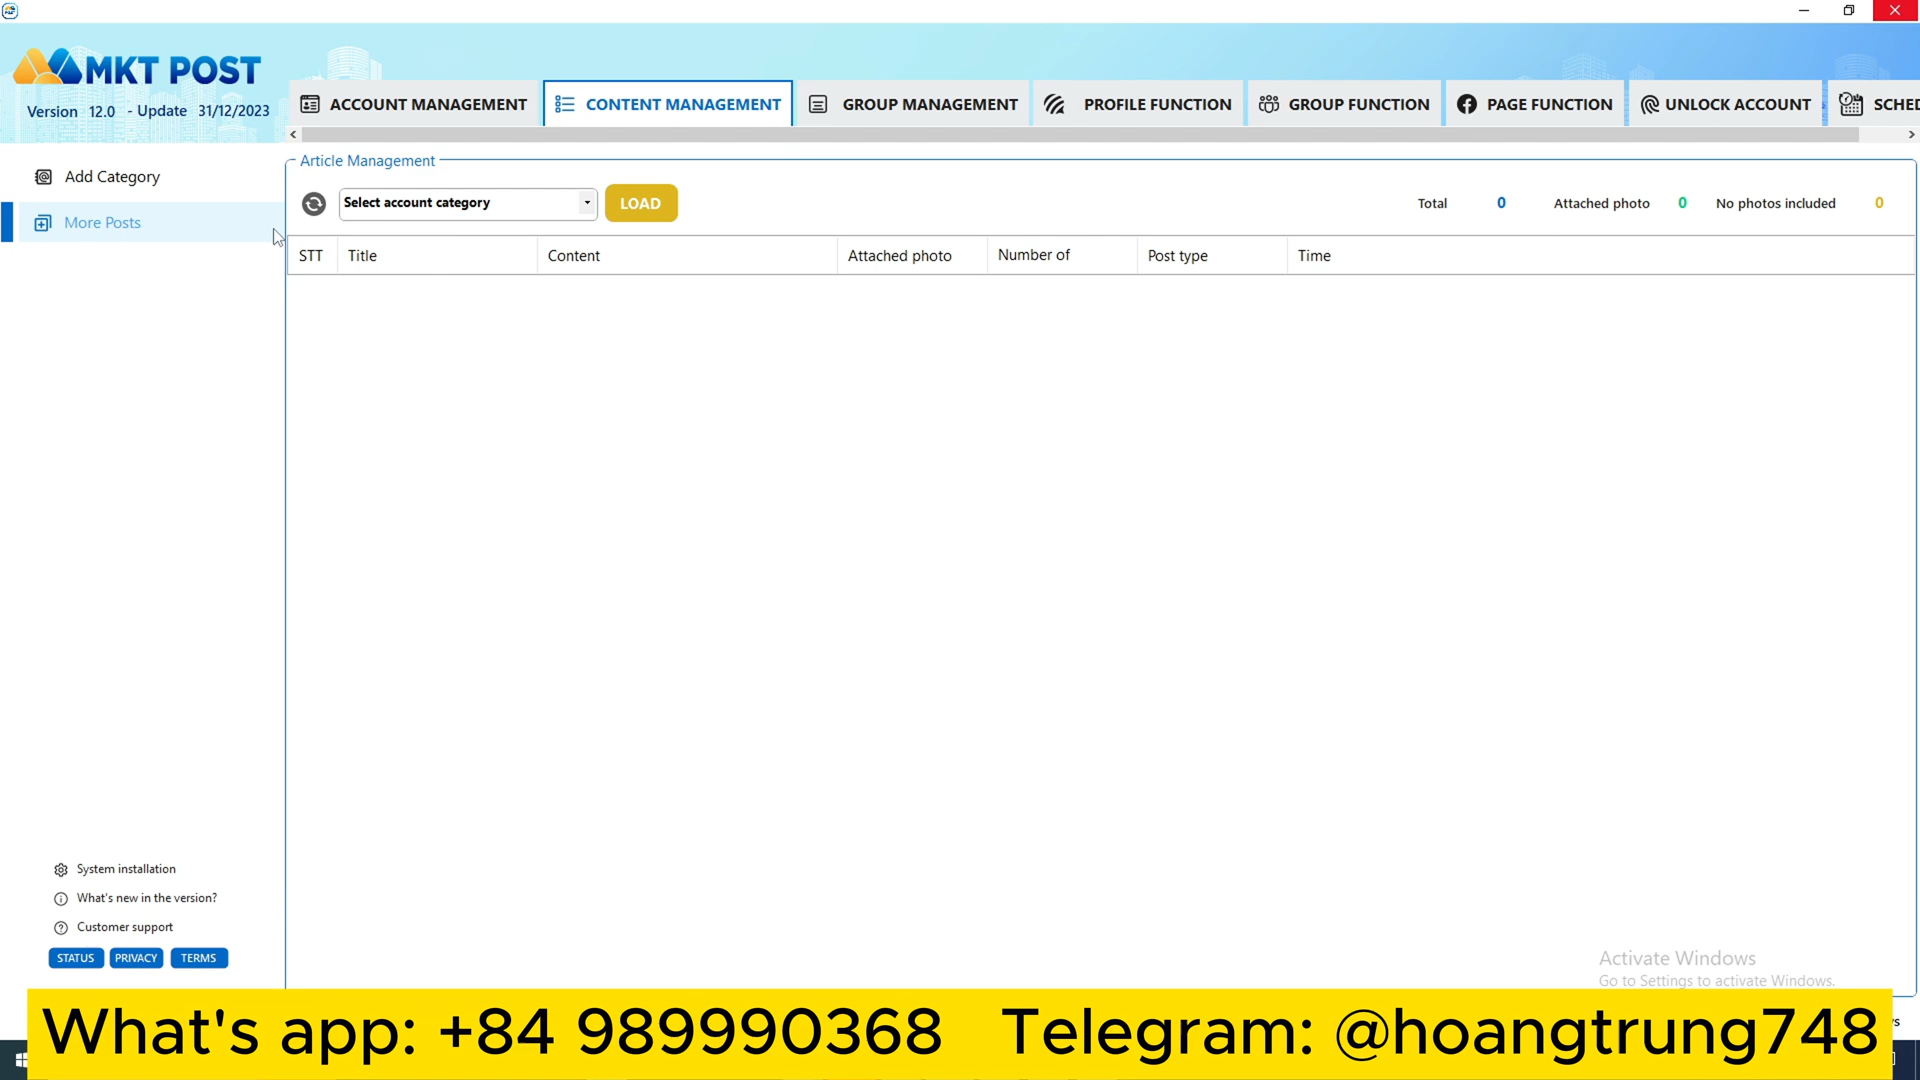 MKT POST
Version 12.0 - Update 31/12/2023
ACCOUNT MANAGEMENT
CONTENT MANAGEMENT
GROUP MANAGEMENT
PROFILE FUNCTION
GROUP FUNCTION
PAGE FUNCTION
UNLOCK ACCOUNT
SCHED
Add Category
More Posts
Article Management
Select account category
LOAD
Total 0 Attached photo 0 No photos included 0
STT Title Content Attached photo Number of Post type Time
System installation
What's new in the version?
Customer support
STATUS PRIVACY TERMS
Activate Windows
Go to Settings to activate Windows.
What's app: +84 989990368 Telegram: @hoangtrung748